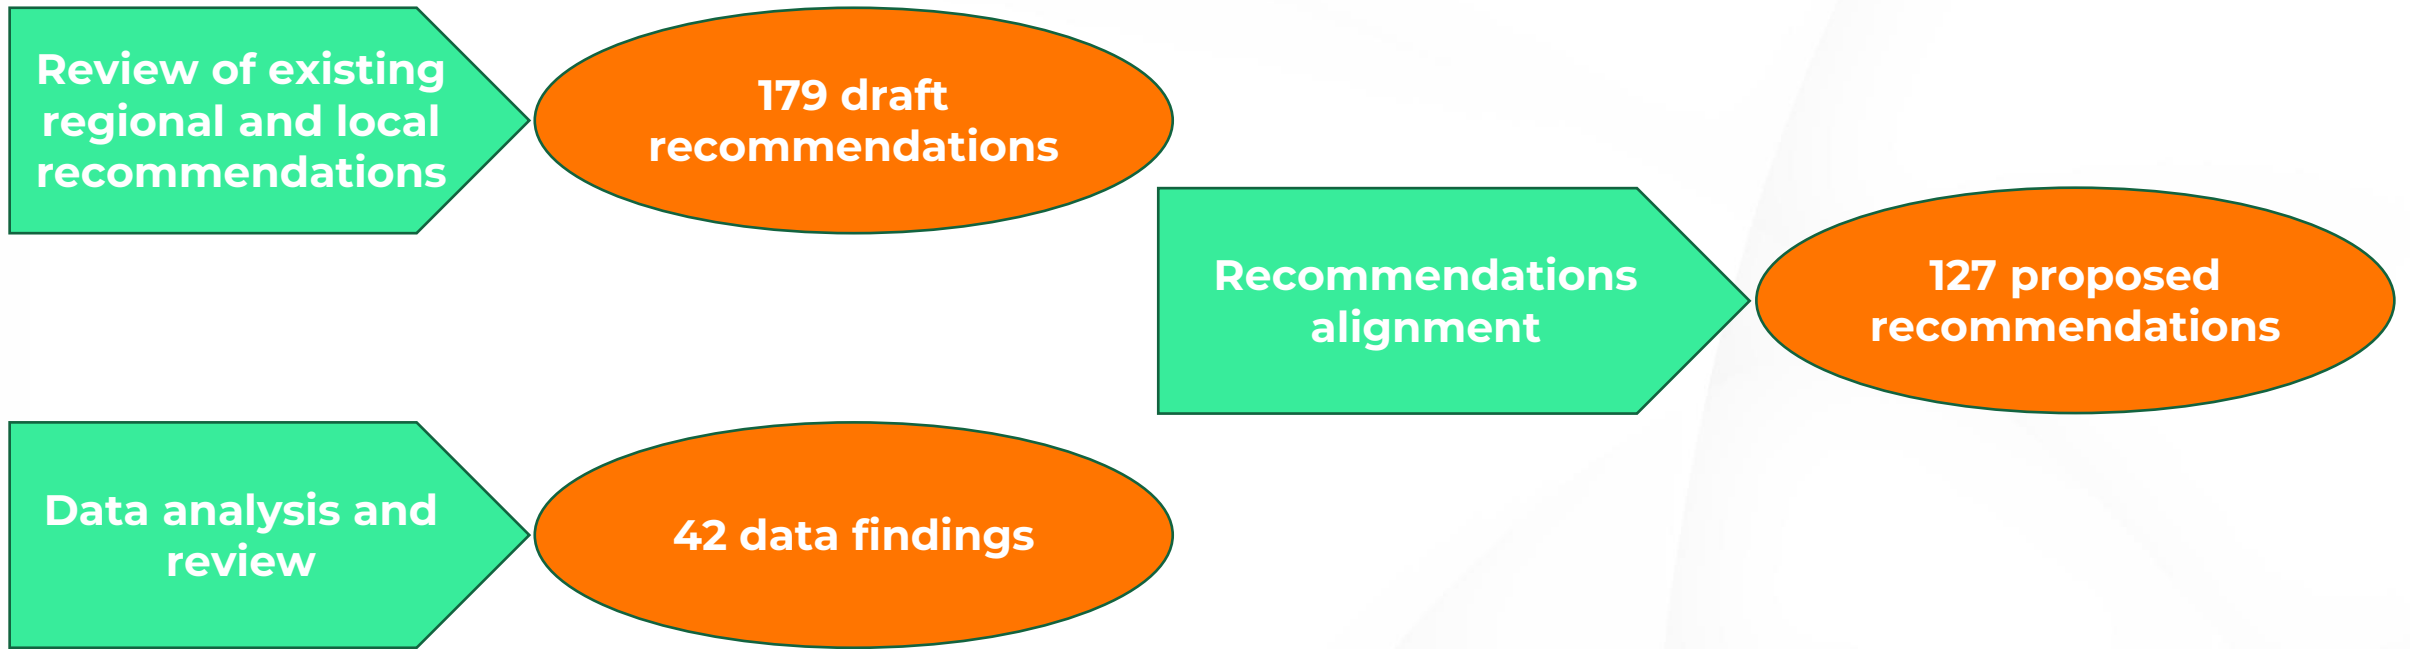 Review of existing
regional and local
recommendations
179 draft
recommendations
Recommendations
alignment
127 proposed
recommendations
Data analysis and
review
42 data findings